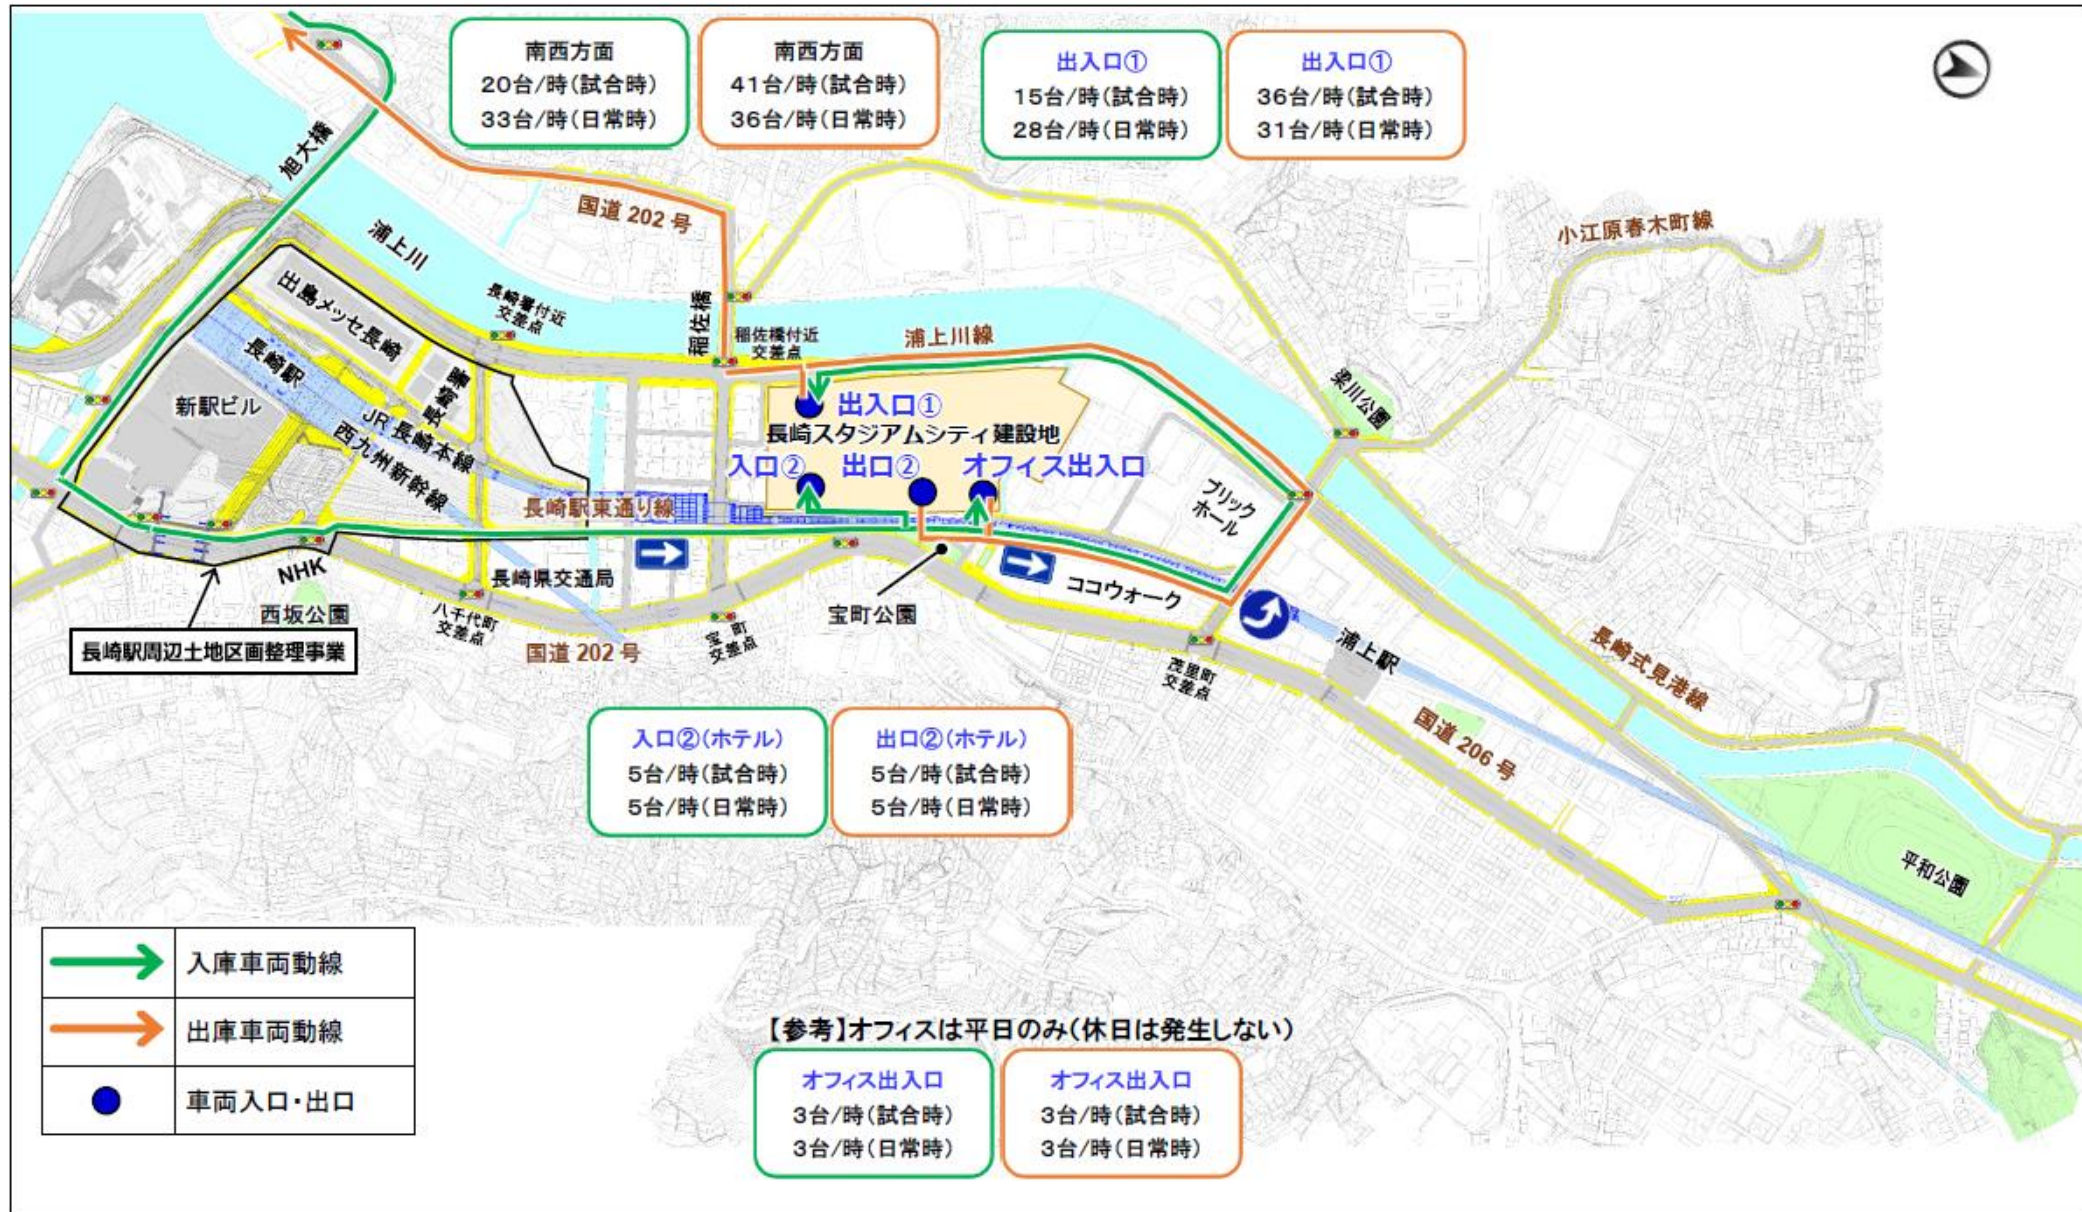 南西方面
20台/時(試合時)
33台/時(日常時)
南西方面
41台/時(試合時)
36台/時(日常時)
出入口①
15台/時(試合時)
28台/時(日常時)
出入口①
36台/時(試合時)
31台/時(日常時)
旭大橋
国道 202 号
浦上川
小江原春木町線
出島メッセ長崎
長崎署付近
交差点
稲佐橋
稲佐橋付近
交差点
浦上川線
長崎駅
新駅ビル
JR 長崎本線
西九州新幹線
梁川公園
出入口①
長崎スタジアムシティ建設地
入口②
出口②
オフィス出入口
ブリック
ホール
長崎駅東通り線
NHK
長崎県交通局
西坂公園
八千代町
交差点
国道 202 号
宝町
交差点
宝町公園
ココウォーク
茂里町
交差点
浦上駅
長崎式見港線
国道 206 号
平和公園
長崎駅周辺土地区画整理事業
入口②(ホテル)
5台/時(試合時)
5台/時(日常時)
出口②(ホテル)
5台/時(試合時)
5台/時(日常時)
入庫車両動線
出庫車両動線
車両入口・出口
【参考】オフィスは平日のみ(休日は発生しない)
オフィス出入口
3台/時(試合時)
3台/時(日常時)
オフィス出入口
3台/時(試合時)
3台/時(日常時)